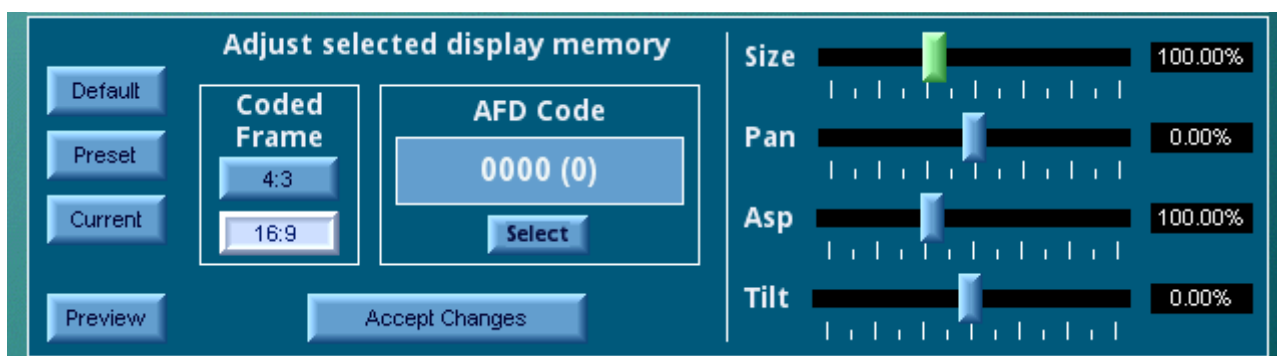 Adjust selected display memory
Default
Preset
Current
Preview
Coded
Frame
4:3
16:9
AFD Code
0000 (0)
Select
Accept Changes
Size 100.00%
Pan 0.00%
Asp 100.00%
Tilt 0.00%